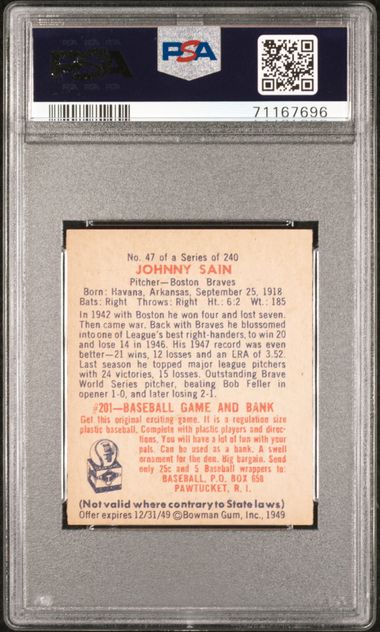 PSA
PSA
71167696
No. 47 of a Series of 240
JOHNNY SAIN
Pitcher—Boston Braves
Born: Havana, Arkansas, September 25, 1918
Bats: Right Throws: Right Ht.: 6:2 Wt.: 185
In 1942 with Boston he won four and lost seven.
Then came war. Back with Braves he blossomed
into one of League's best right-handers, to win 20
and lose 14 in 1946. His 1947 record was even
better—21 wins, 12 losses and an ERA of 3.52.
Last season he topped major league pitchers
with 24 victories, 15 losses. Outstanding Brave
World Series pitcher, beating Bob Feller in
opener 1-0, and later losing 2-1.
#201—BASEBALL GAME AND BANK
Get this original exciting game. It is a regulation size
plastic baseball. Complete with plastic players and direc-
tions. You will have a lot of fun with your
pals. Can be used as a bank. A swell
ornament for the den. Big bargain. Send
only 25c and 5 Baseball wrappers to:
BASEBALL, P.O. BOX 658
PAWTUCKET, R. I.
(Not valid where contrary to State laws)
Offer expires 12/31/49 ©Bowman Gum, Inc., 1949